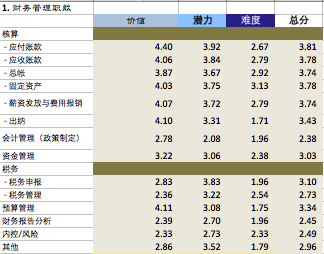 1. 财务管理职能 价值 潜力 难度 总分
核算
- 应付账款 4.40 3.92 2.67 3.81
- 应收账款 4.06 3.84 2.79 3.78
- 总帐 3.87 3.67 2.92 3.74
- 固定资产 4.03 3.75 3.13 3.78
- 薪资发放与费用报销 4.07 3.72 2.79 3.74
- 出纳 4.10 3.31 1.71 3.43
会计管理（政策制定） 2.78 2.08 1.96 2.38
资金管理 3.22 3.06 2.38 3.03
税务
- 税务申报 2.83 3.83 1.96 3.10
- 税务管理 2.36 3.22 2.54 2.73
预算管理 4.11 3.08 1.75 3.34
财务报告分析 2.39 2.70 1.96 2.45
内控/风险 2.33 2.73 2.33 2.49
其他 2.86 3.52 1.79 2.96